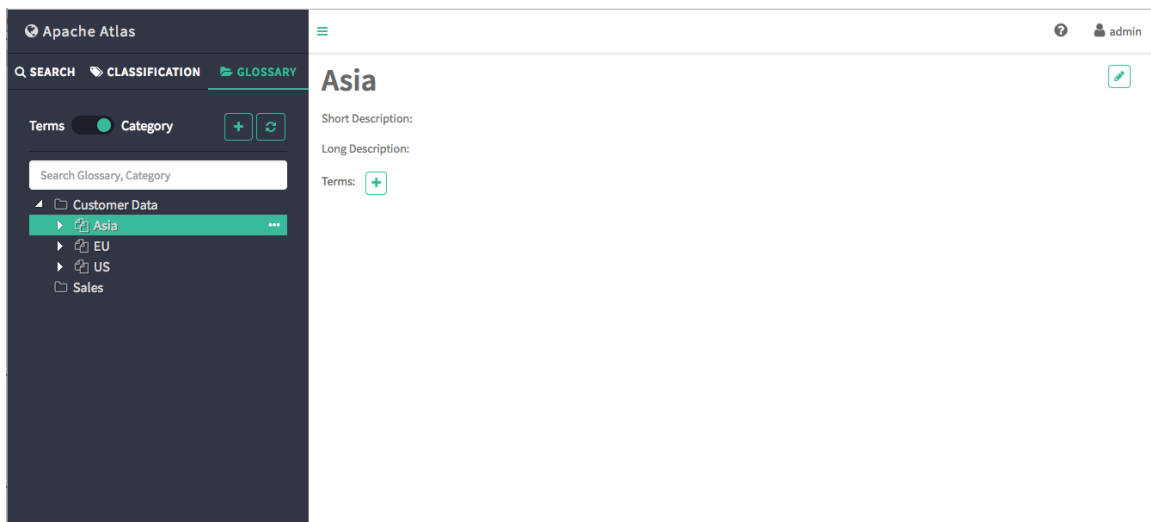 Apache Atlas
admin
SEARCH CLASSIFICATION GLOSSARY
Asia
Terms Category
Short Description:
Long Description:
Search Glossary, Category
Terms:
Customer Data
Asia
EU
US
Sales